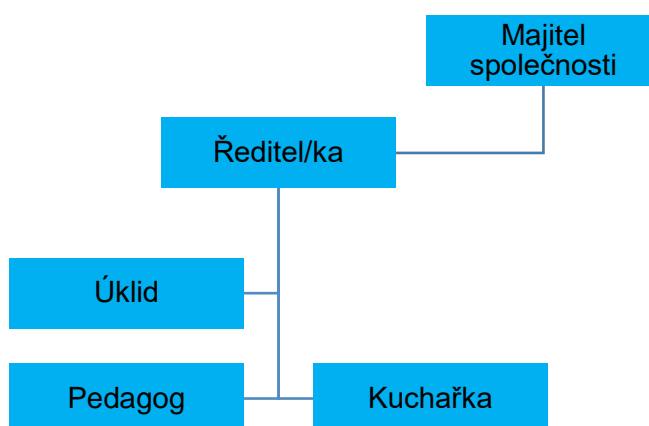 Majitel
společnosti
Ředitel/ka
Úklid
Pedagog
Kuchařka